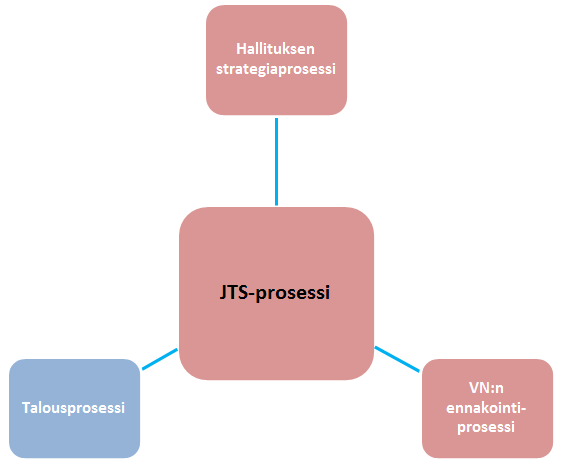 Hallituksen
strategiaprosessi
JTS-prosessi
Talousprosessi
VN:n
ennakointi-
prosessi